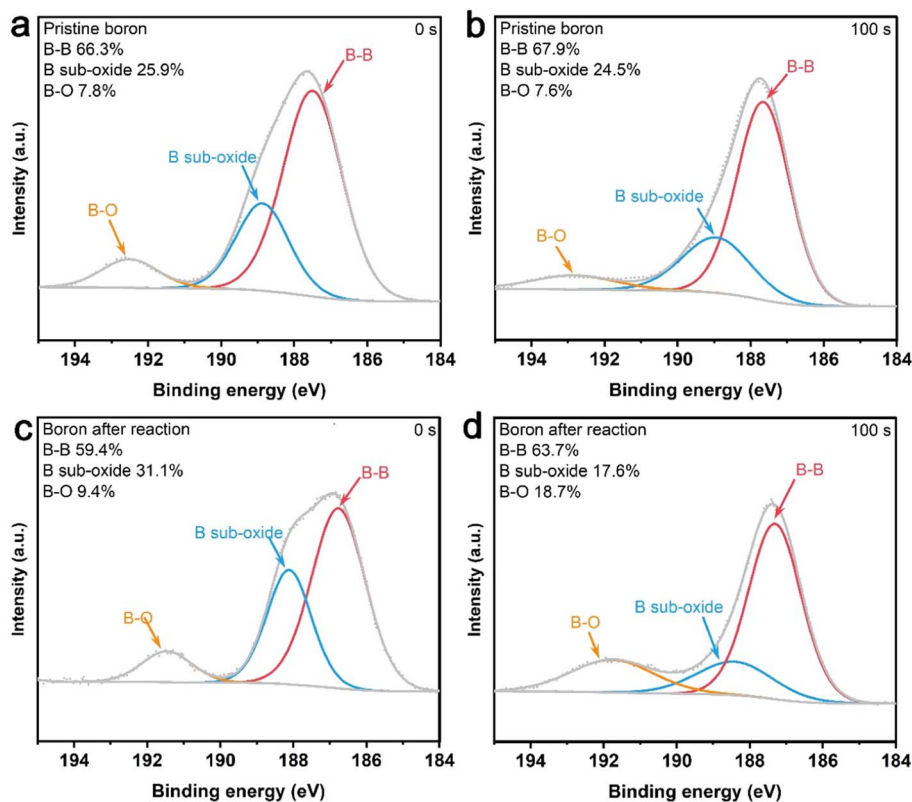 a
Pristine boron
0 s
B-B 66.3%
B sub-oxide 25.9%
B-O 7.8%
B-B
B sub-oxide
B-O
Intensity (a.u.)
194 192 190 188 186 184
Binding energy (eV)
b
Pristine boron
100 s
B-B 67.9%
B sub-oxide 24.5%
B-O 7.6%
B-B
B sub-oxide
B-O
Intensity (a.u.)
194 192 190 188 186 184
Binding energy (eV)
c
Boron after reaction
0 s
B-B 59.4%
B sub-oxide 31.1%
B-O 9.4%
B-B
B sub-oxide
B-O
Intensity (a.u.)
194 192 190 188 186 184
Binding energy (eV)
d
Boron after reaction
100 s
B-B 63.7%
B sub-oxide 17.6%
B-O 18.7%
B-B
B sub-oxide
B-O
Intensity (a.u.)
194 192 190 188 186 184
Binding energy (eV)